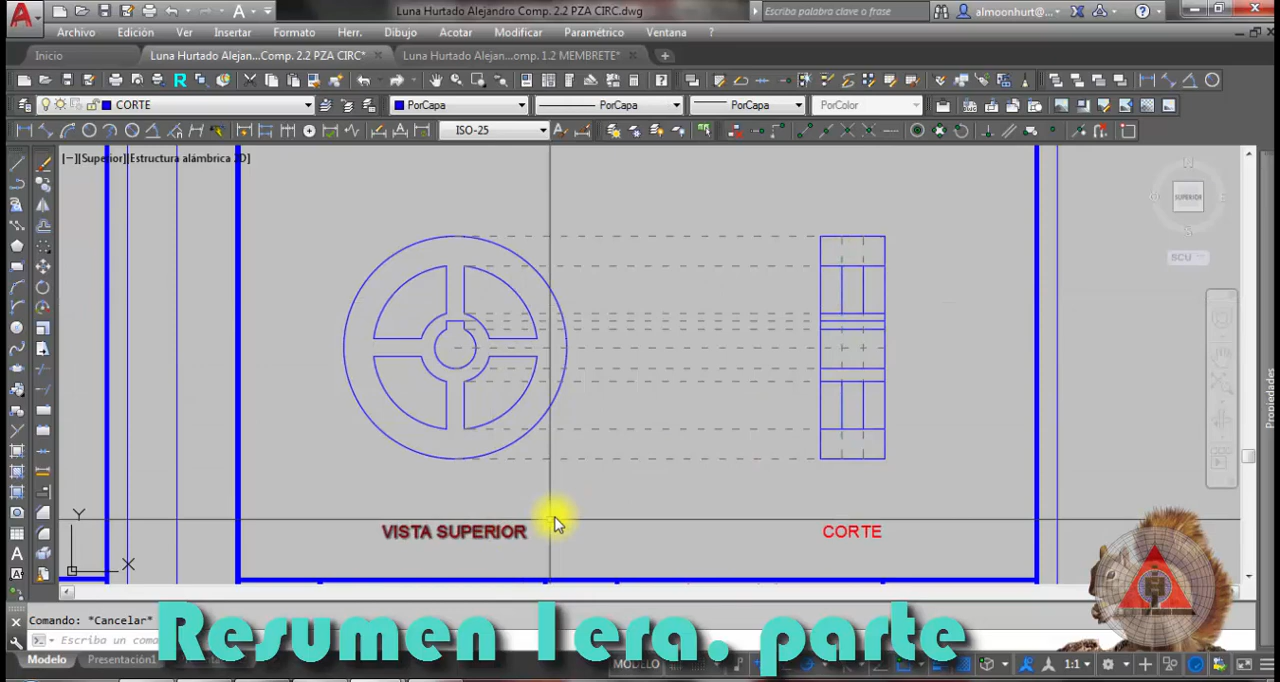 Luna Hurtado Alejandro Comp. 2.2 PZA CIRC.dwg
Escriba palabra clave o frase
almoonhurt@...
Archivo Edición Ver Insertar Formato Herr. Dibujo Acotar Modificar Paramétrico Ventana ?
Inicio
Luna Hurtado Alejan...Comp. 2.2 PZA CIRC*
Luna Hurtado Alejan...omp. 1.2 MEMBRETE*
CORTE
PorCapa
PorCapa
PorCapa
PorColor
ISO-25
[−][Superior][Estructura alámbrica 2D]
N
SUPERIOR
O
E
S
SCU
Propiedades
Y
X
VISTA SUPERIOR
CORTE
Comando: *Cancelar*
Escriba un coma
Resumen 1era. parte
Modelo
Presentación1
MODELO
1:1